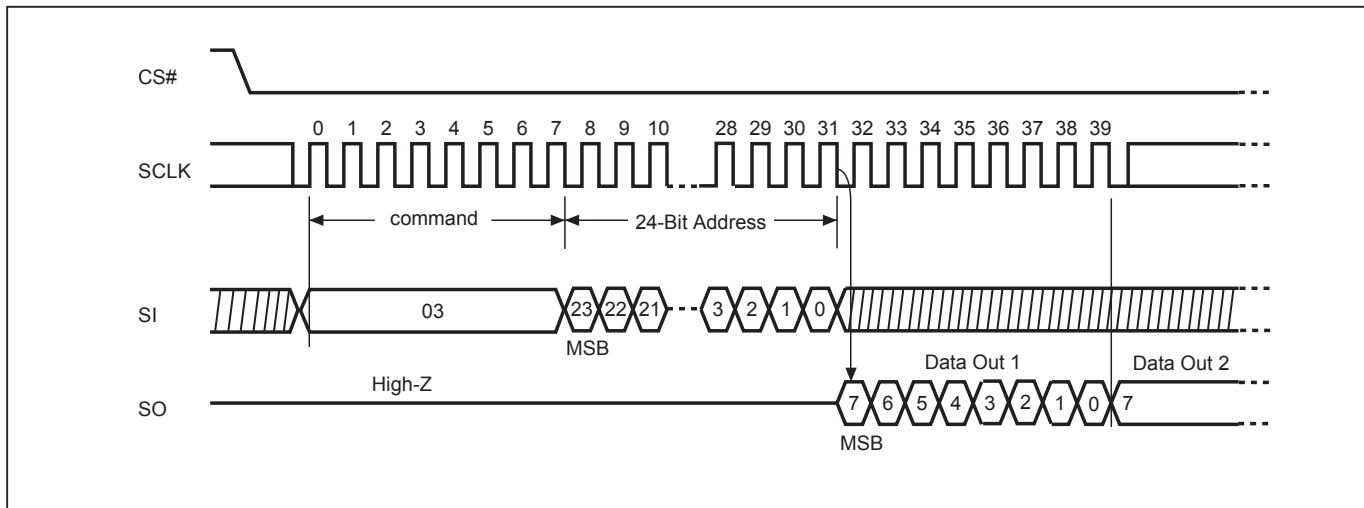 CS#
0 1 2 3 4 5 6 7 8 9 10 28 29 30 31 32 33 34 35 36 37 38 39
SCLK
command 24-Bit Address
SI 03 23 22 21 3 2 1 0
MSB
High-Z Data Out 1 Data Out 2
SO 7 6 5 4 3 2 1 0 7
MSB